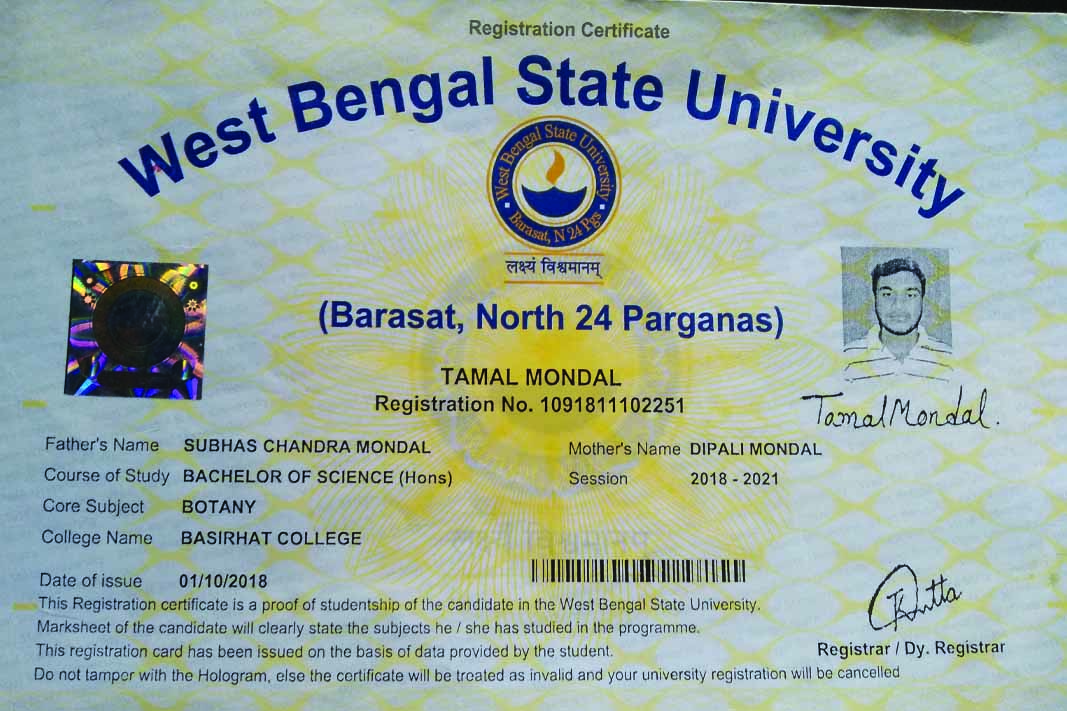 Registration Certificate
West Bengal State University
West Bengal State University
Barasat, N 24 Pgs
लक्ष्यं विश्वमानम्
(Barasat, North 24 Parganas)
TAMAL MONDAL
Registration No. 1091811102251
Tamal Mondal.
Father's Name SUBHAS CHANDRA MONDAL Mother's Name DIPALI MONDAL
Course of Study BACHELOR OF SCIENCE (Hons) Session 2018 - 2021
Core Subject BOTANY
College Name BASIRHAT COLLEGE
Date of issue 01/10/2018
This Registration certificate is a proof of studentship of the candidate in the West Bengal State University.
Marksheet of the candidate will clearly state the subjects he / she has studied in the programme.
This registration card has been issued on the basis of data provided by the student.
Registrar / Dy. Registrar
Do not tamper with the Hologram, else the certificate will be treated as invalid and your university registration will be cancelled